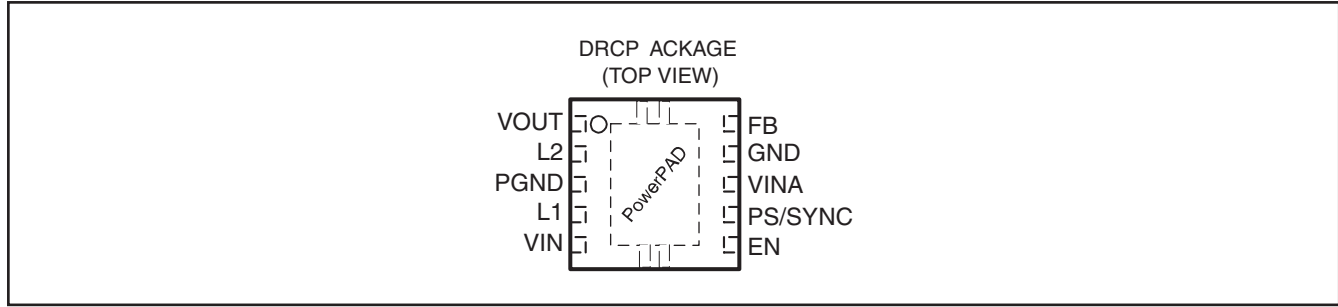 DRCP ACKAGE
(TOP VIEW)
VOUT
L2
PGND
L1
VIN
PowerPAD
FB
GND
VINA
PS/SYNC
EN